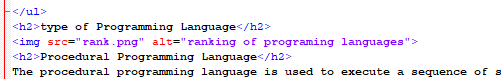 </ul>
<h2>type of Programming Language</h2>
<img src="rank.png" alt="ranking of programing languages">
<h2>Procedural Programming Language</h2>
The procedural programming language is used to execute a sequence of s